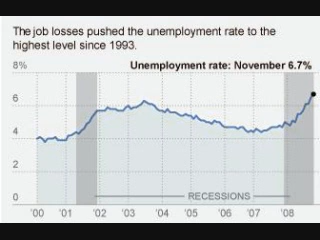 The job losses pushed the unemployment rate to the
highest level since 1993.
8%
Unemployment rate: November 6.7%
6
4
2
0
RECESSIONS
'00 '01 '02 '03 '04 '05 '06 '07 '08